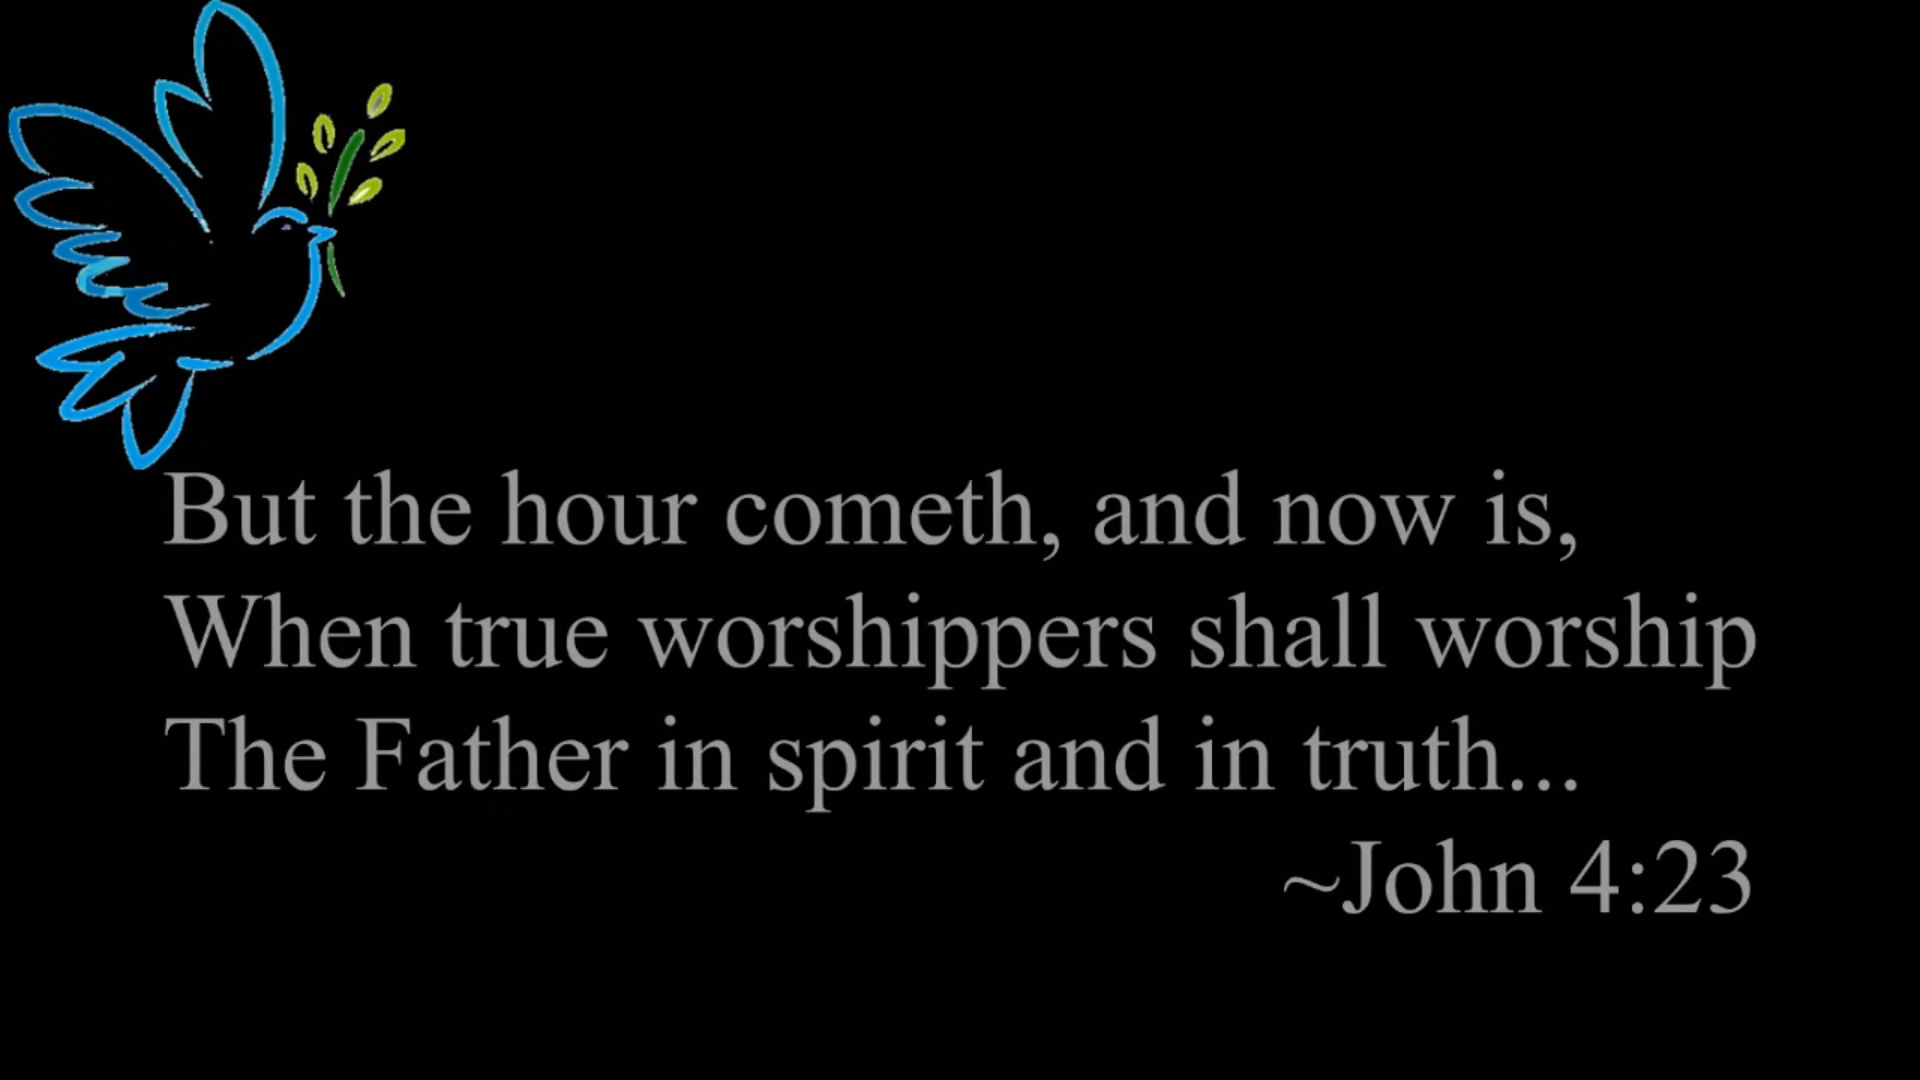 But the hour cometh, and now is,
When true worshippers shall worship
The Father in spirit and in truth...
~John 4:23